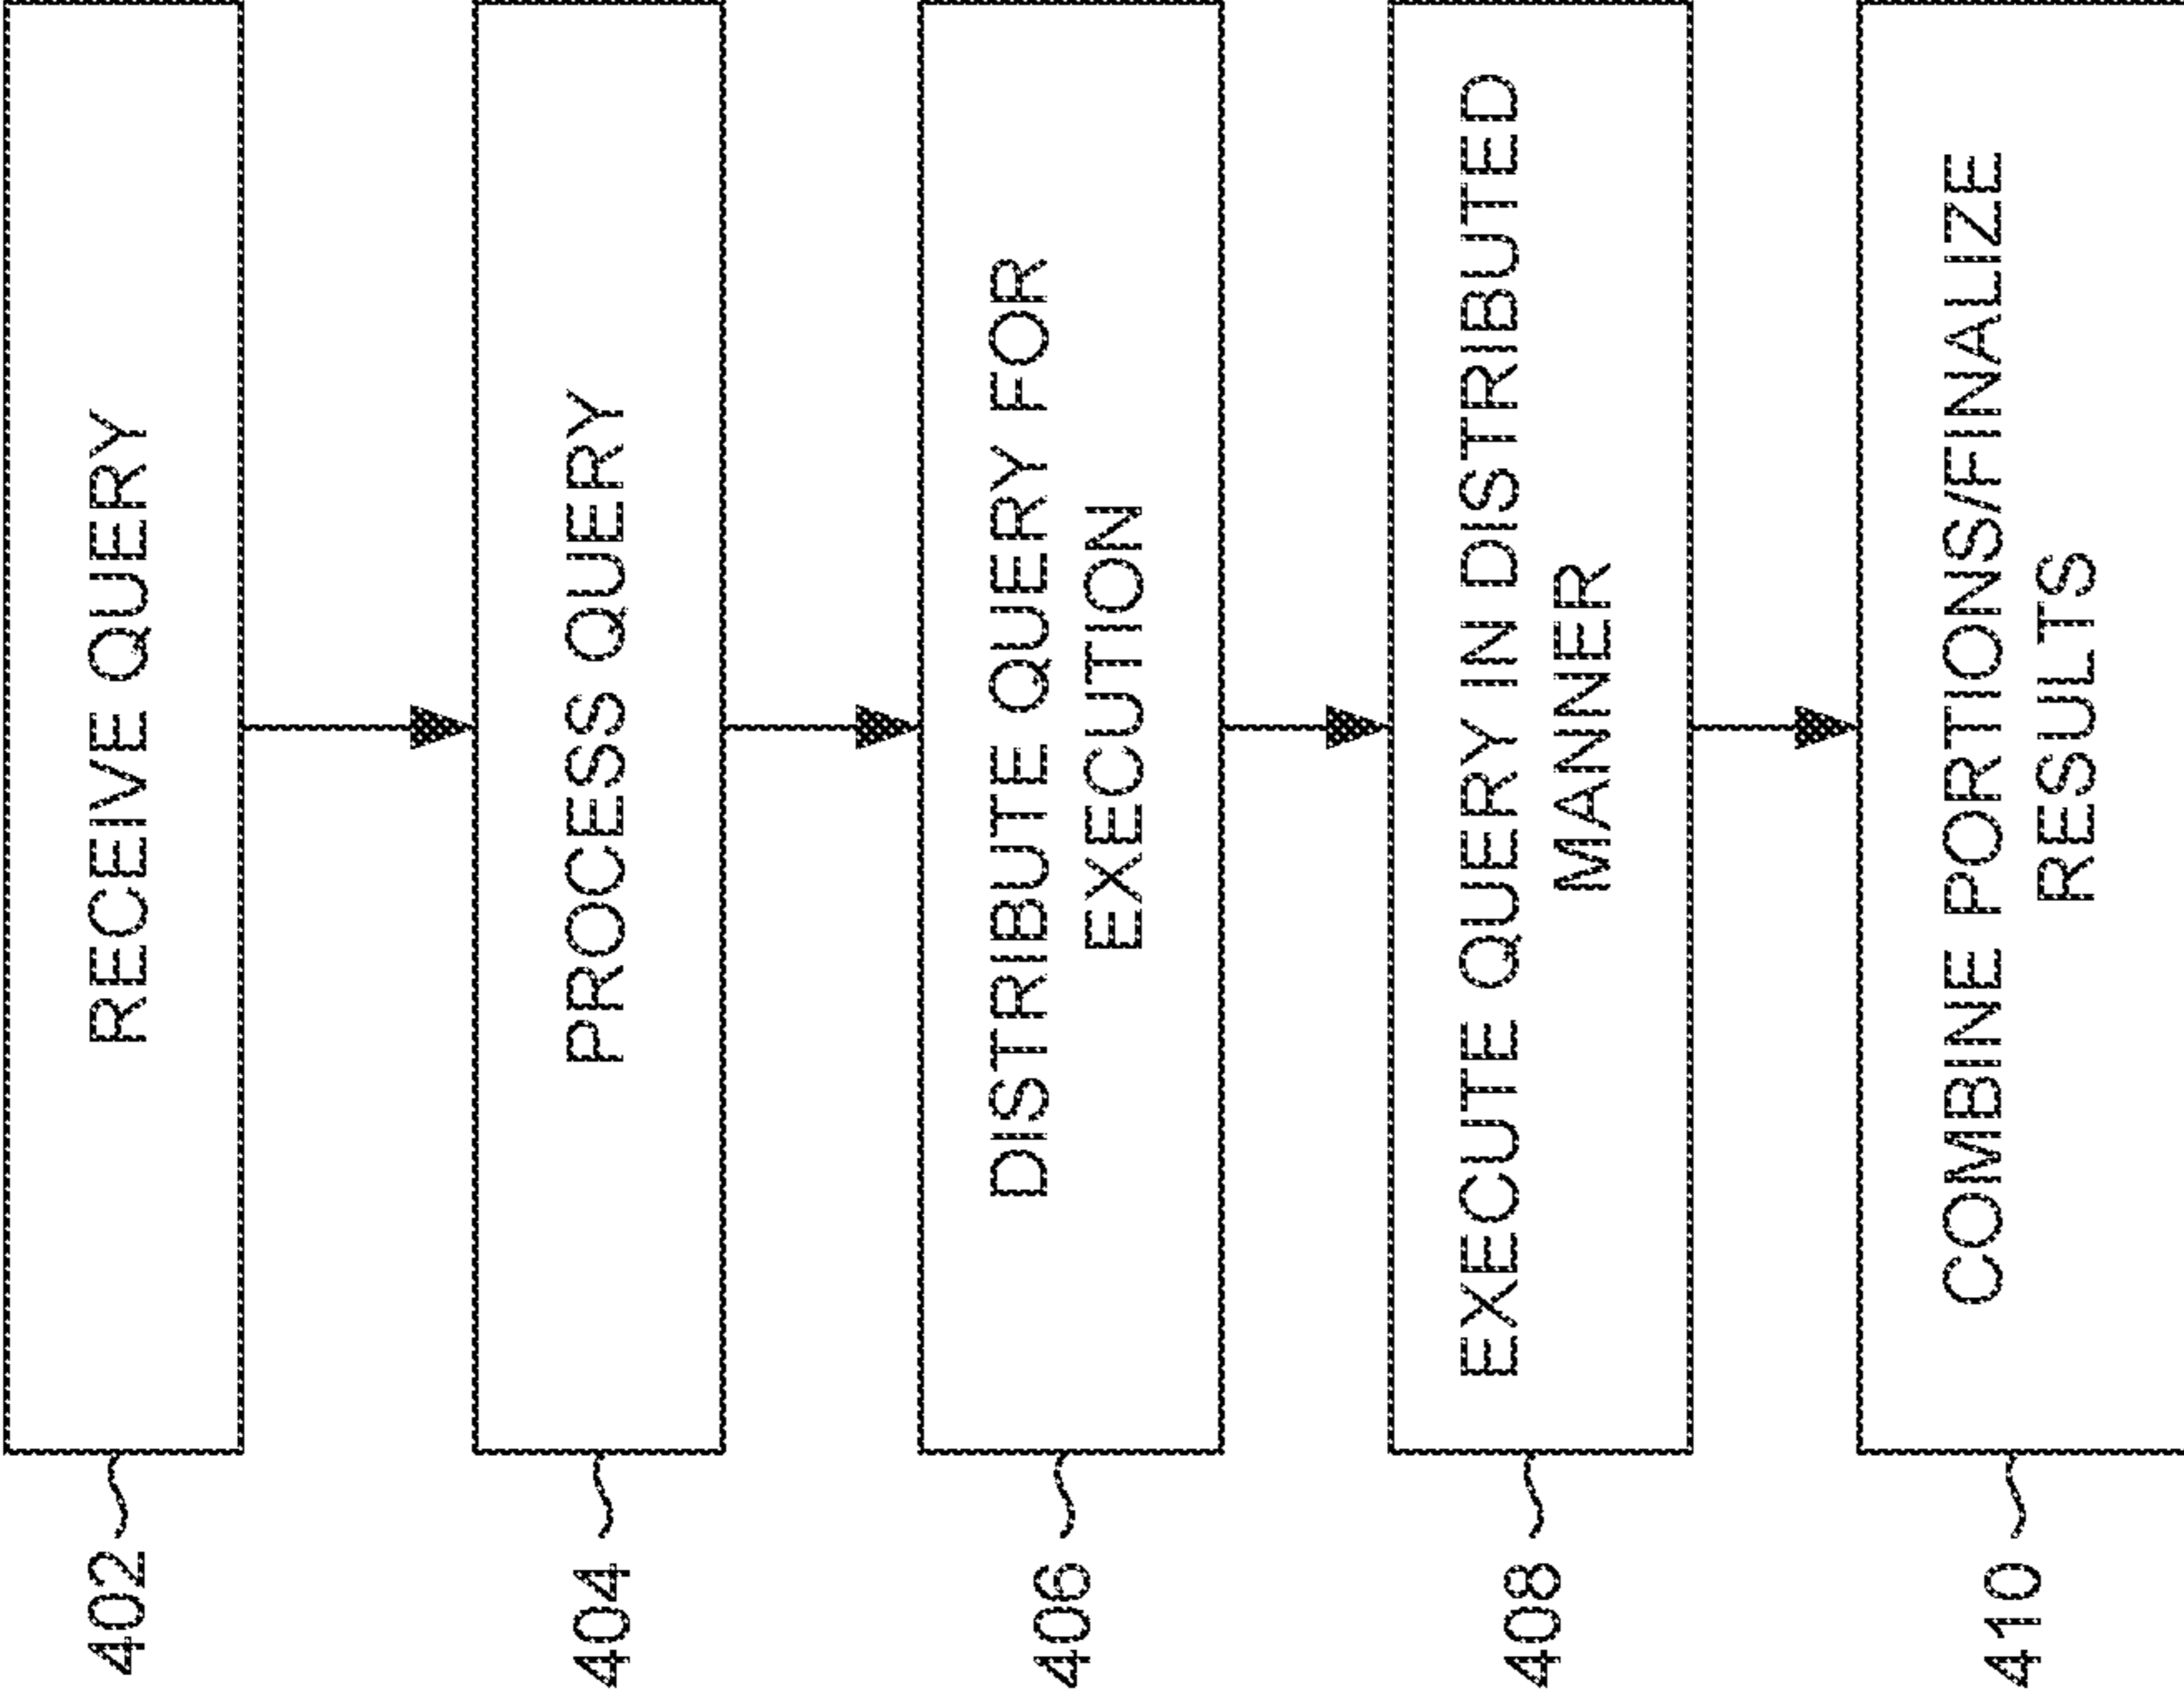 402
RECEIVE QUERY
404
PROCESS QUERY
406
DISTRIBUTE QUERY FOR
EXECUTION
408
EXECUTE QUERY IN DISTRIBUTED
MANNER
410
COMBINE PORTIONS/FINALIZE
RESULTS